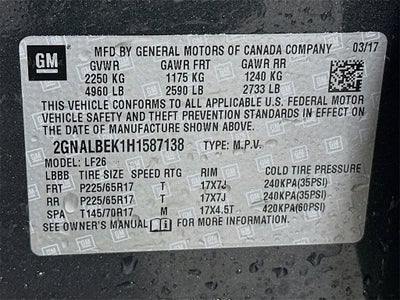 GM
MFD BY GENERAL MOTORS OF CANADA COMPANY 03/17
GVWR GAWR FRT GAWR RR
2250 KG 1175 KG 1240 KG
4960 LB 2590 LB 2733 LB
THIS VEHICLE CONFORMS TO ALL APPLICABLE U.S. FEDERAL MOTOR
VEHICLE SAFETY AND THEFT PREVENTION STANDARDS IN EFFECT
ON THE DATE OF MANUFACTURE SHOWN ABOVE.
2GNALBEK1H1587138 TYPE: M.P.V.
MODEL: LF26
LBBB TIRE SIZE SPEED RTG RIM COLD TIRE PRESSURE
FRT P225/65R17 T 17X7J 240KPA(35PSI)
RR P225/65R17 T 17X7J 240KPA(35PSI)
SPA T145/70R17 M 17X4.5T 420KPA(60PSI)
SEE OWNER'S MANUAL FOR MORE INFORMATION.